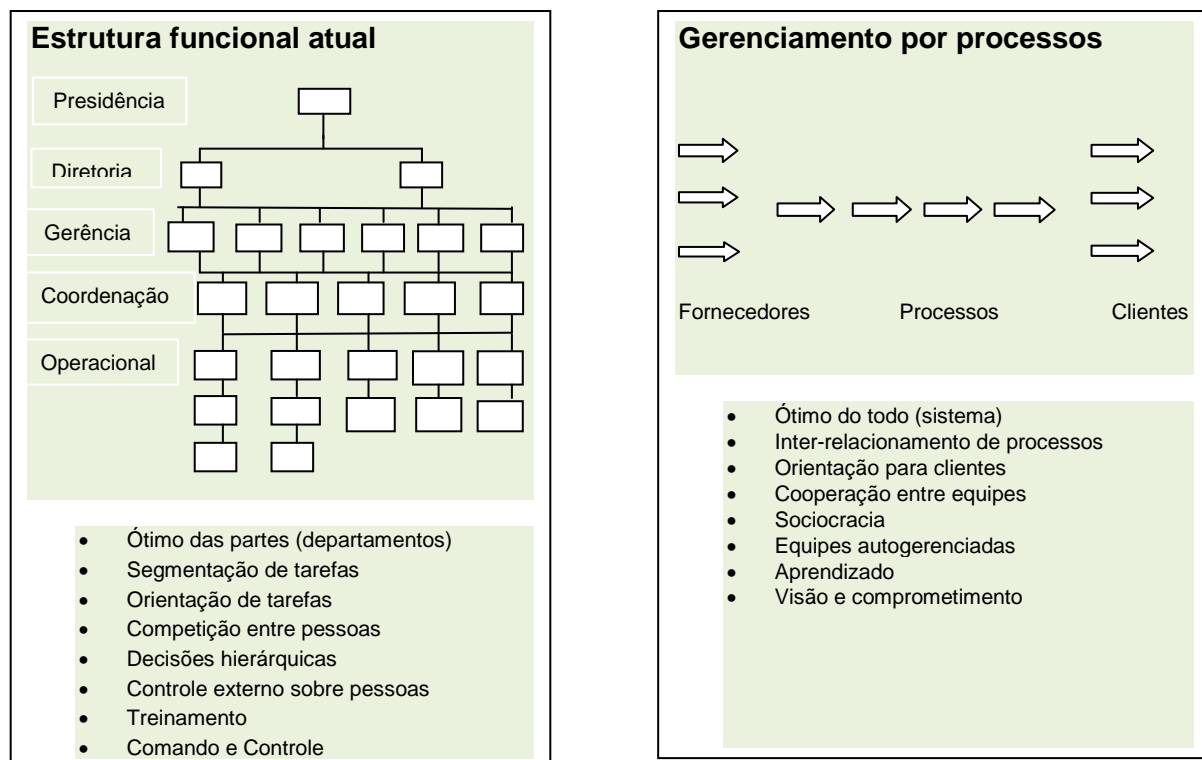 Estrutura funcional atual
Presidência
Diretoria
Gerência
Coordenação
Operacional
• Ótimo das partes (departamentos)
• Segmentação de tarefas
• Orientação de tarefas
• Competição entre pessoas
• Decisões hierárquicas
• Controle externo sobre pessoas
• Treinamento
• Comando e Controle
Gerenciamento por processos
Fornecedores Processos Clientes
• Ótimo do todo (sistema)
• Inter-relacionamento de processos
• Orientação para clientes
• Cooperação entre equipes
• Sociocracia
• Equipes autogerenciadas
• Aprendizado
• Visão e comprometimento